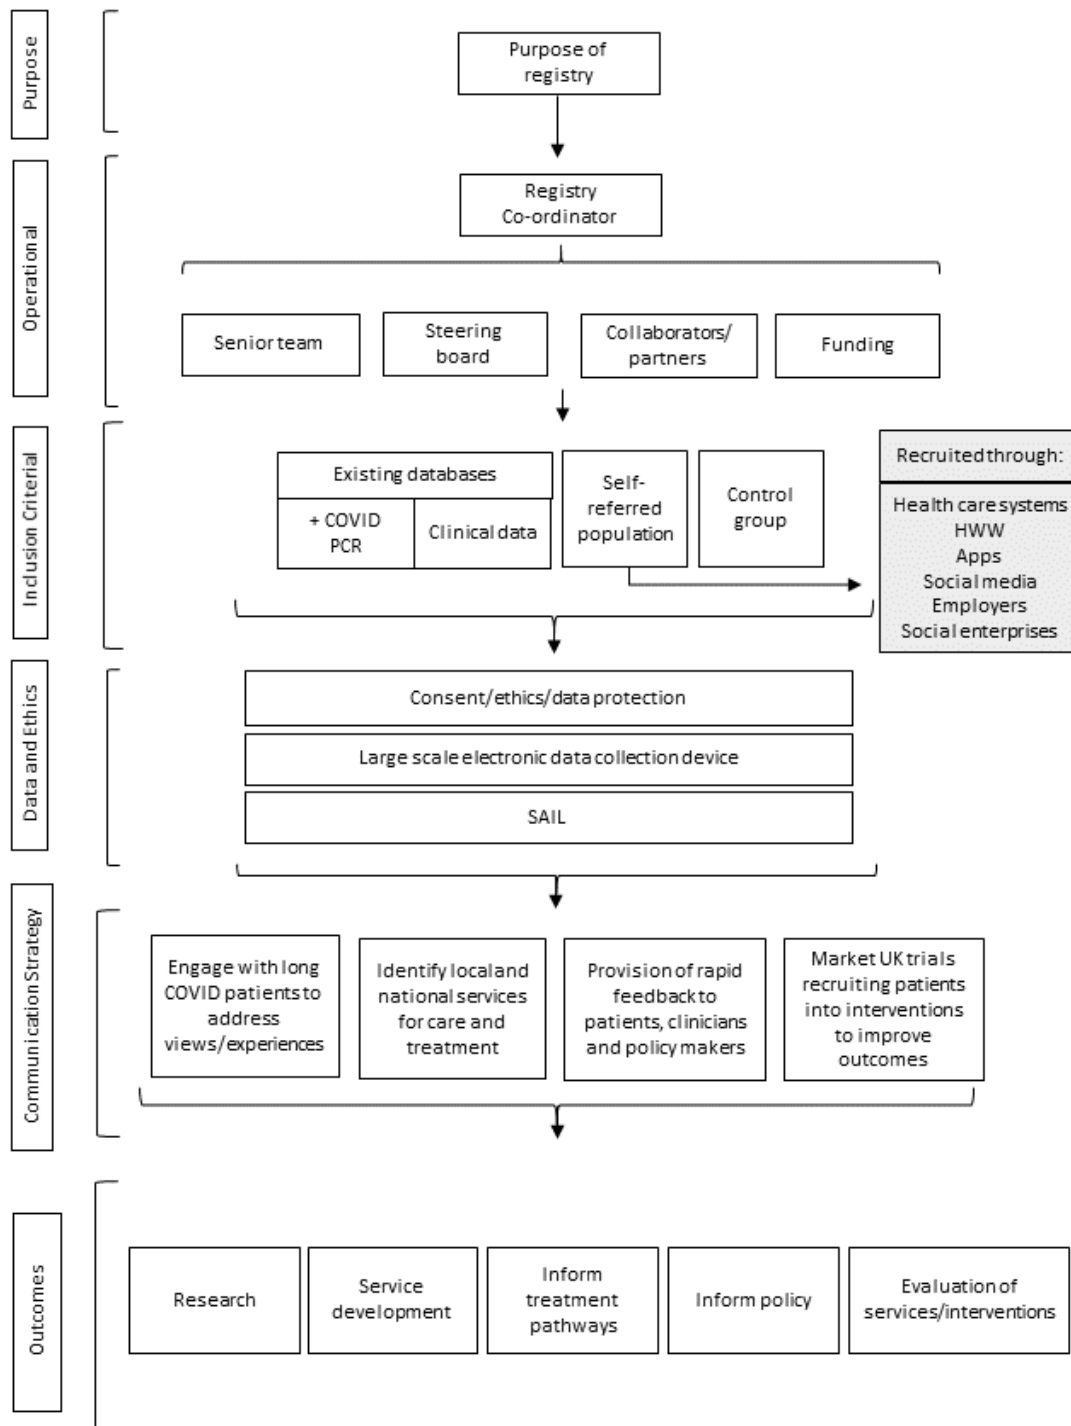 Purpose
Purpose of
registry
Operational
Registry
Co-ordinator
Senior team
Steering
board
Collaborators/
partners
Funding
Inclusion Criterial
Existing databases
+ COVID
PCR
Clinical data
Self-
referred
population
Control
group
Recruited through:
Health care systems
HWW
Apps
Social media
Employers
Social enterprises
Data and Ethics
Consent/ethics/data protection
Large scale electronic data collection device
SAIL
Communication Strategy
Engage with long
COVID patients to
address
views/experiences
Identify local and
national services
for care and
treatment
Provision of rapid
feedback to
patients, clinicians
and policy makers
Market UK trials
recruiting patients
into interventions
to improve
outcomes
Outcomes
Research
Service
development
Inform
treatment
pathways
Inform policy
Evaluation of
services/interventions